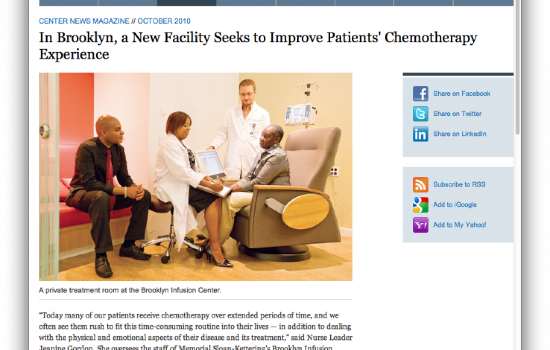 CENTER NEWS MAGAZINE // OCTOBER 2010
In Brooklyn, a New Facility Seeks to Improve Patients' Chemotherapy
Experience
Share on Facebook
Share on Twitter
Share on LinkedIn
Subscribe to RSS
Add to iGoogle
Add to My Yahoo!
A private treatment room at the Brooklyn Infusion Center.
“Today many of our patients receive chemotherapy over extended periods of time, and we
often see them rush to fit this time-consuming routine into their lives — in addition to dealing
with the physical and emotional aspects of their disease and its treatment,” said Nurse Leader
Jeanine Gordon. She oversees the staff of Memorial Sloan-Kettering's Brooklyn Infusion